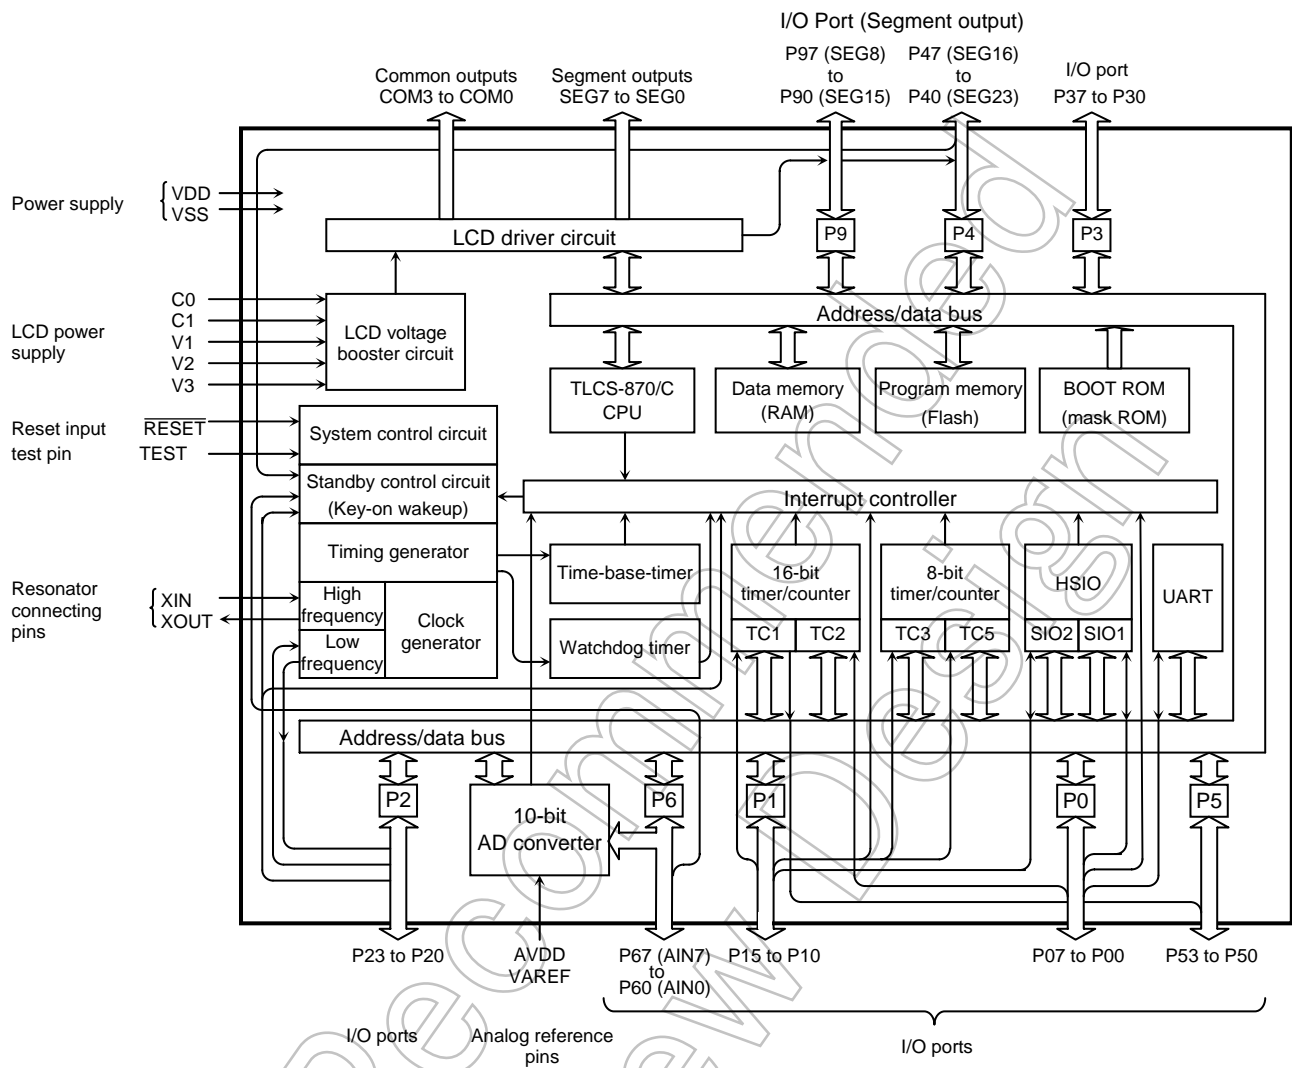 I/O Port (Segment output)
P97 (SEG8)
to
P90 (SEG15)
P47 (SEG16)
to
P40 (SEG23)
I/O port
P37 to P30
Common outputs
COM3 to COM0
Segment outputs
SEG7 to SEG0
Power supply
VDD
VSS
LCD driver circuit
P9
P4
P3
LCD power
supply
C0
C1
V1
V2
V3
LCD voltage
booster circuit
Address/data bus
TLCS-870/C
CPU
Data memory
(RAM)
Program memory
(Flash)
BOOT ROM
(mask ROM)
Reset input
test pin
RESET
TEST
System control circuit
Standby control circuit
(Key-on wakeup)
Interrupt controller
Timing generator
Time-base-timer
16-bit
timer/counter
TC1
TC2
8-bit
timer/counter
TC3
TC5
HSIO
SIO2
SIO1
UART
Resonator
connecting
pins
XIN
XOUT
High
frequency
Low
frequency
Clock
generator
Watchdog timer
Address/data bus
P2
10-bit
AD converter
P6
P1
P0
P5
P23 to P20
AVDD
VAREF
P67 (AIN7)
to
P60 (AIN0)
P15 to P10
P07 to P00
P53 to P50
I/O ports
Analog reference
pins
I/O ports
Recommended
New Design